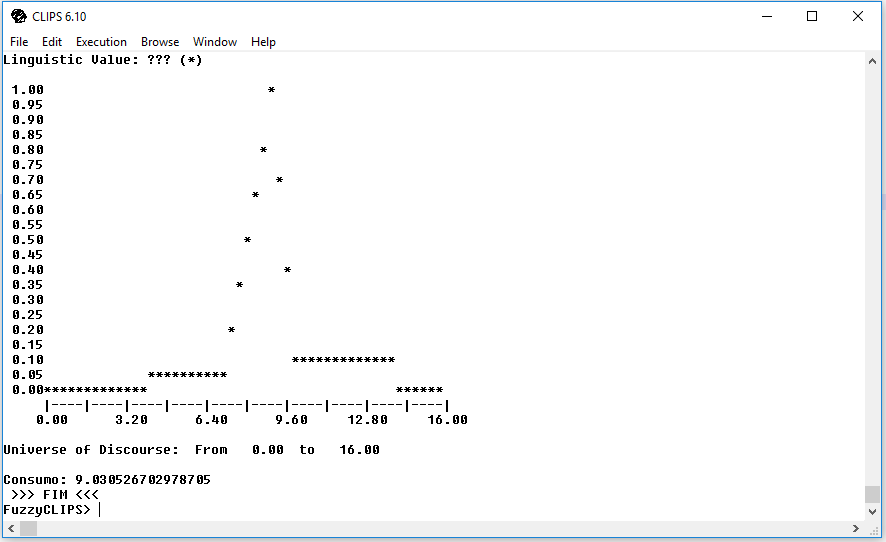 CLIPS 6.10
File Edit Execution Browse Window Help
Linguistic Value: ??? (*)
1.00                            *
0.95
0.90
0.85
0.80                           *
0.75
0.70                             *
0.65                          *
0.60
0.55
0.50                         *
0.45
0.40                              *
0.35                        *
0.30
0.25
0.20                       *
0.15
0.10                               *************
0.05             **********
0.00*************                               ******
|----|----|----|----|----|----|----|----|----|----|
0.00      3.20      6.40      9.60      12.80     16.00
Universe of Discourse:  From   0.00  to   16.00
Consumo: 9.030526702978705
>>> FIM <<<
FuzzyCLIPS>